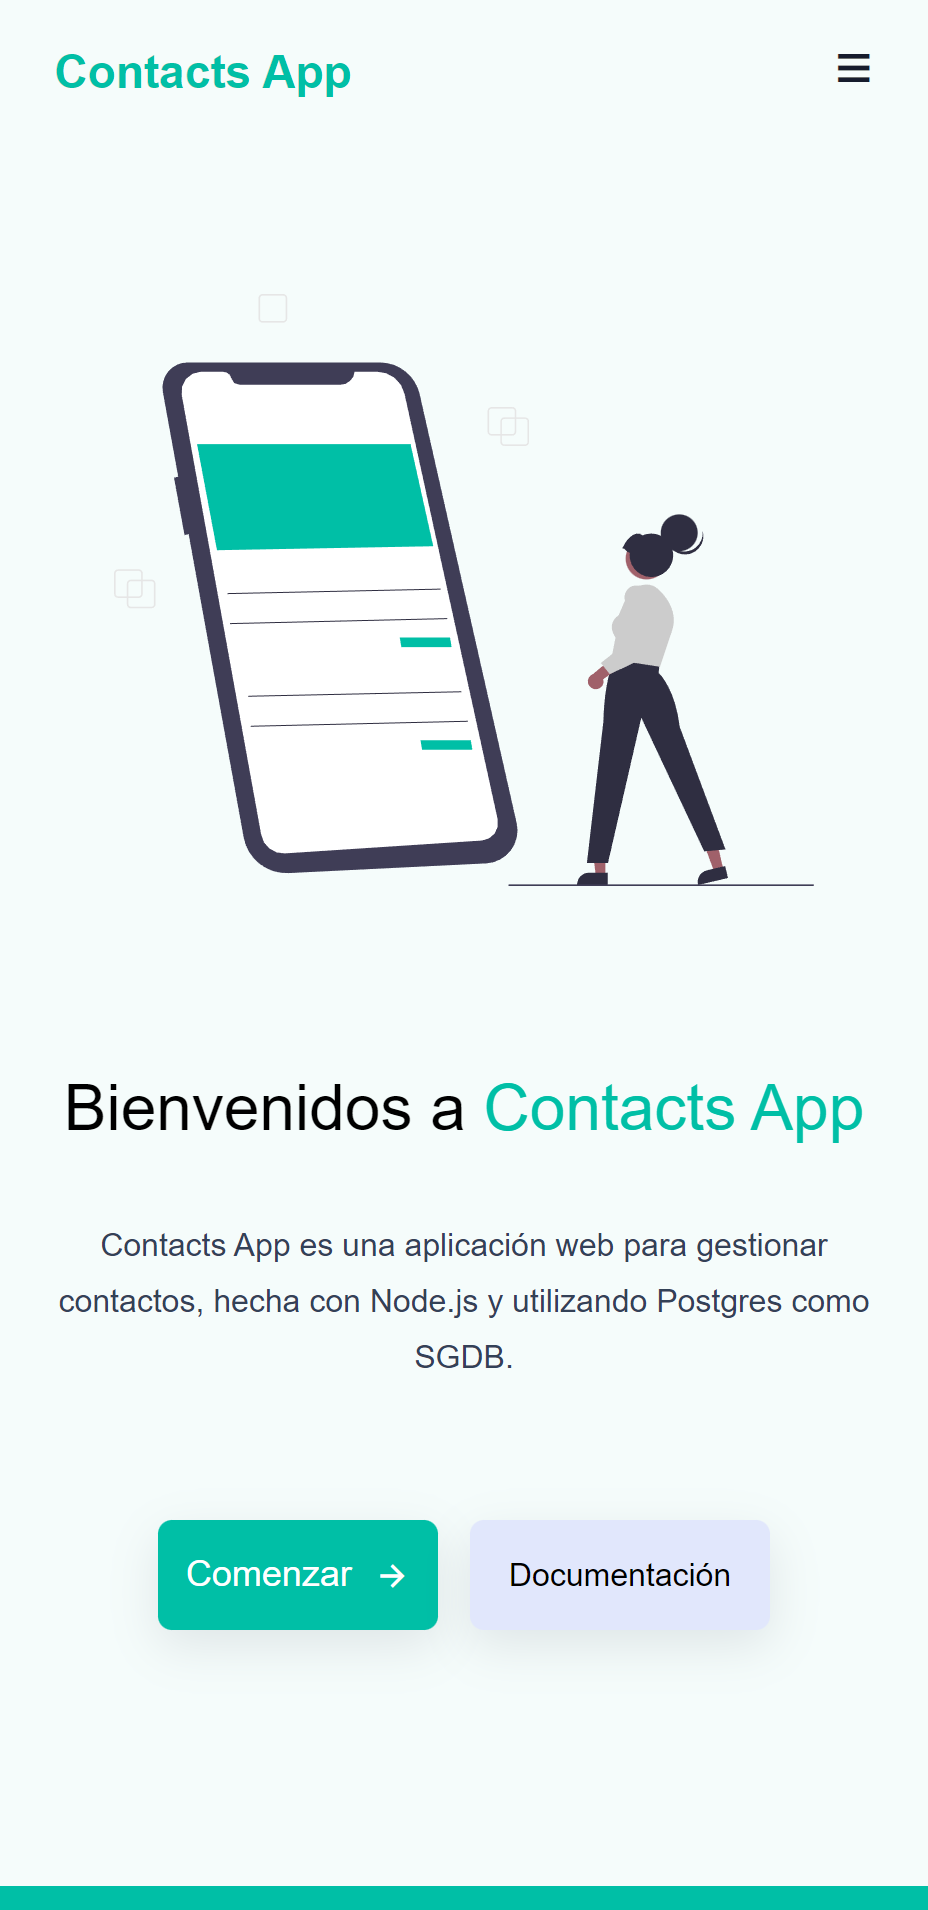 Contacts App
Bienvenidos a Contacts App
Contacts App es una aplicación web para gestionar
contactos, hecha con Node.js y utilizando Postgres como
SGDB.
Comenzar →
Documentación